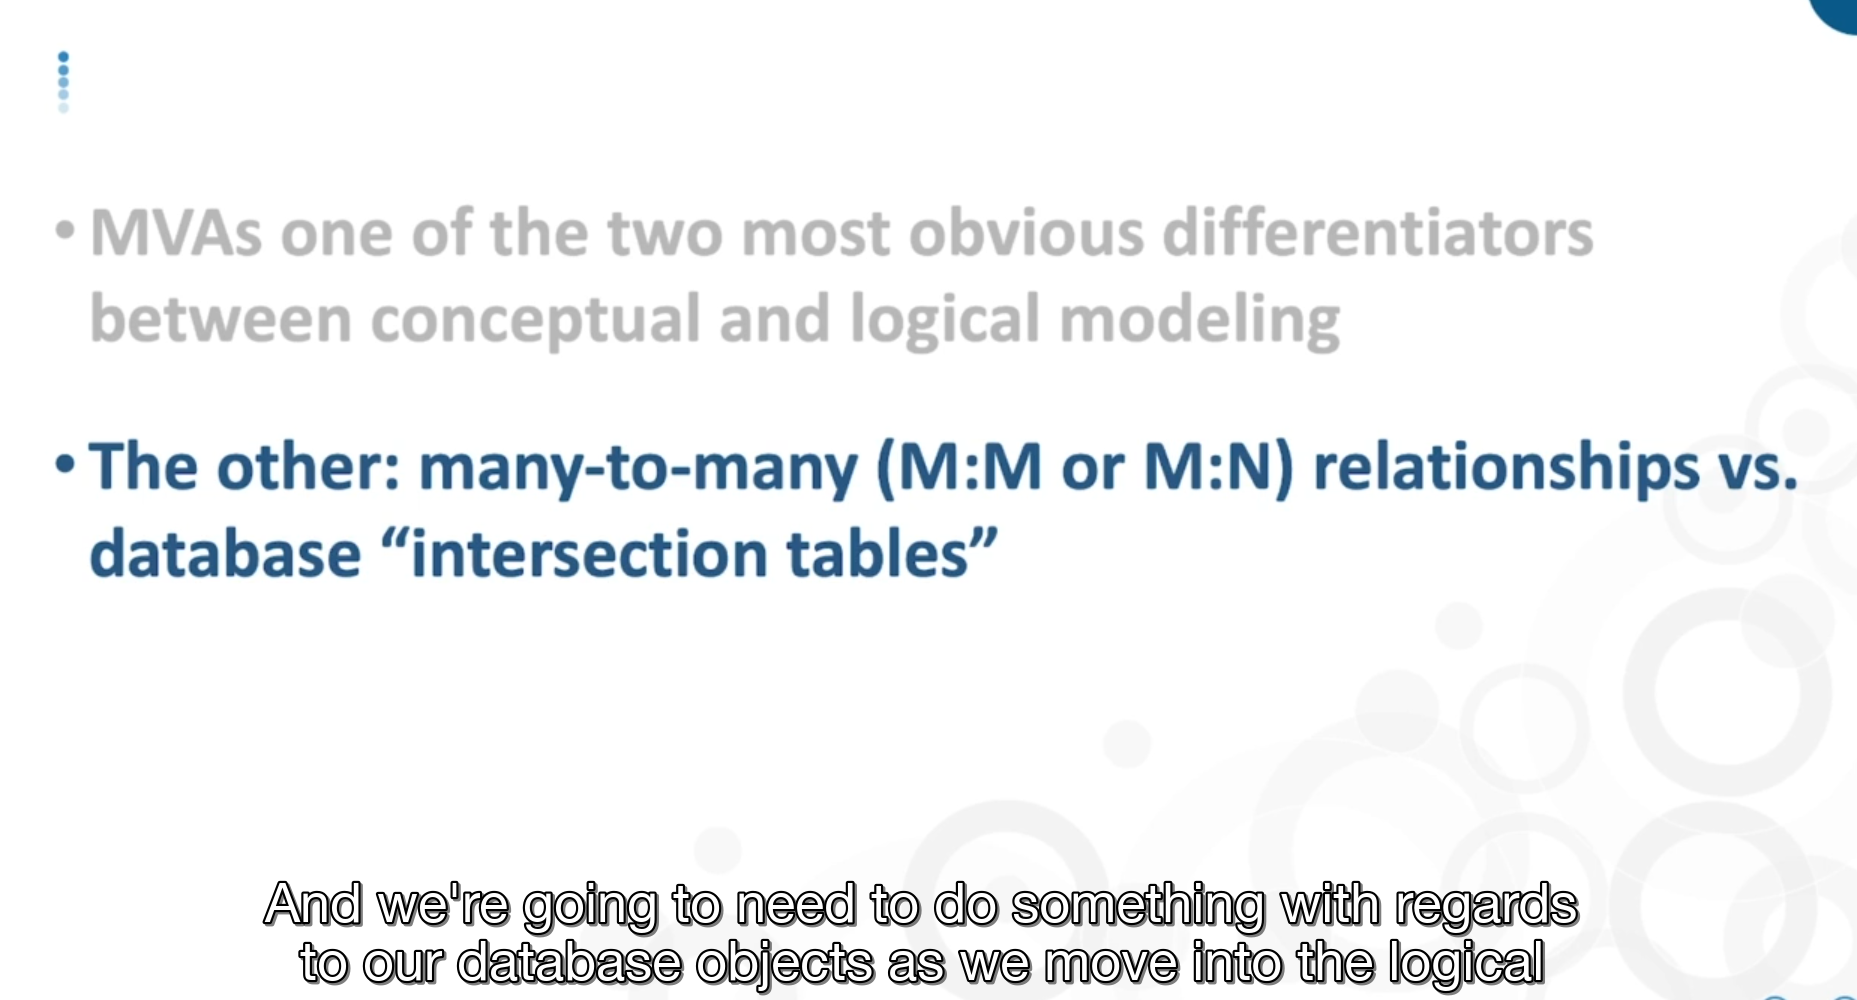 • MVAs one of the two most obvious differentiators
between conceptual and logical modeling
• The other: many-to-many (M:M or M:N) relationships vs.
database “intersection tables”
And we're going to need to do something with regards
to our database objects as we move into the logical